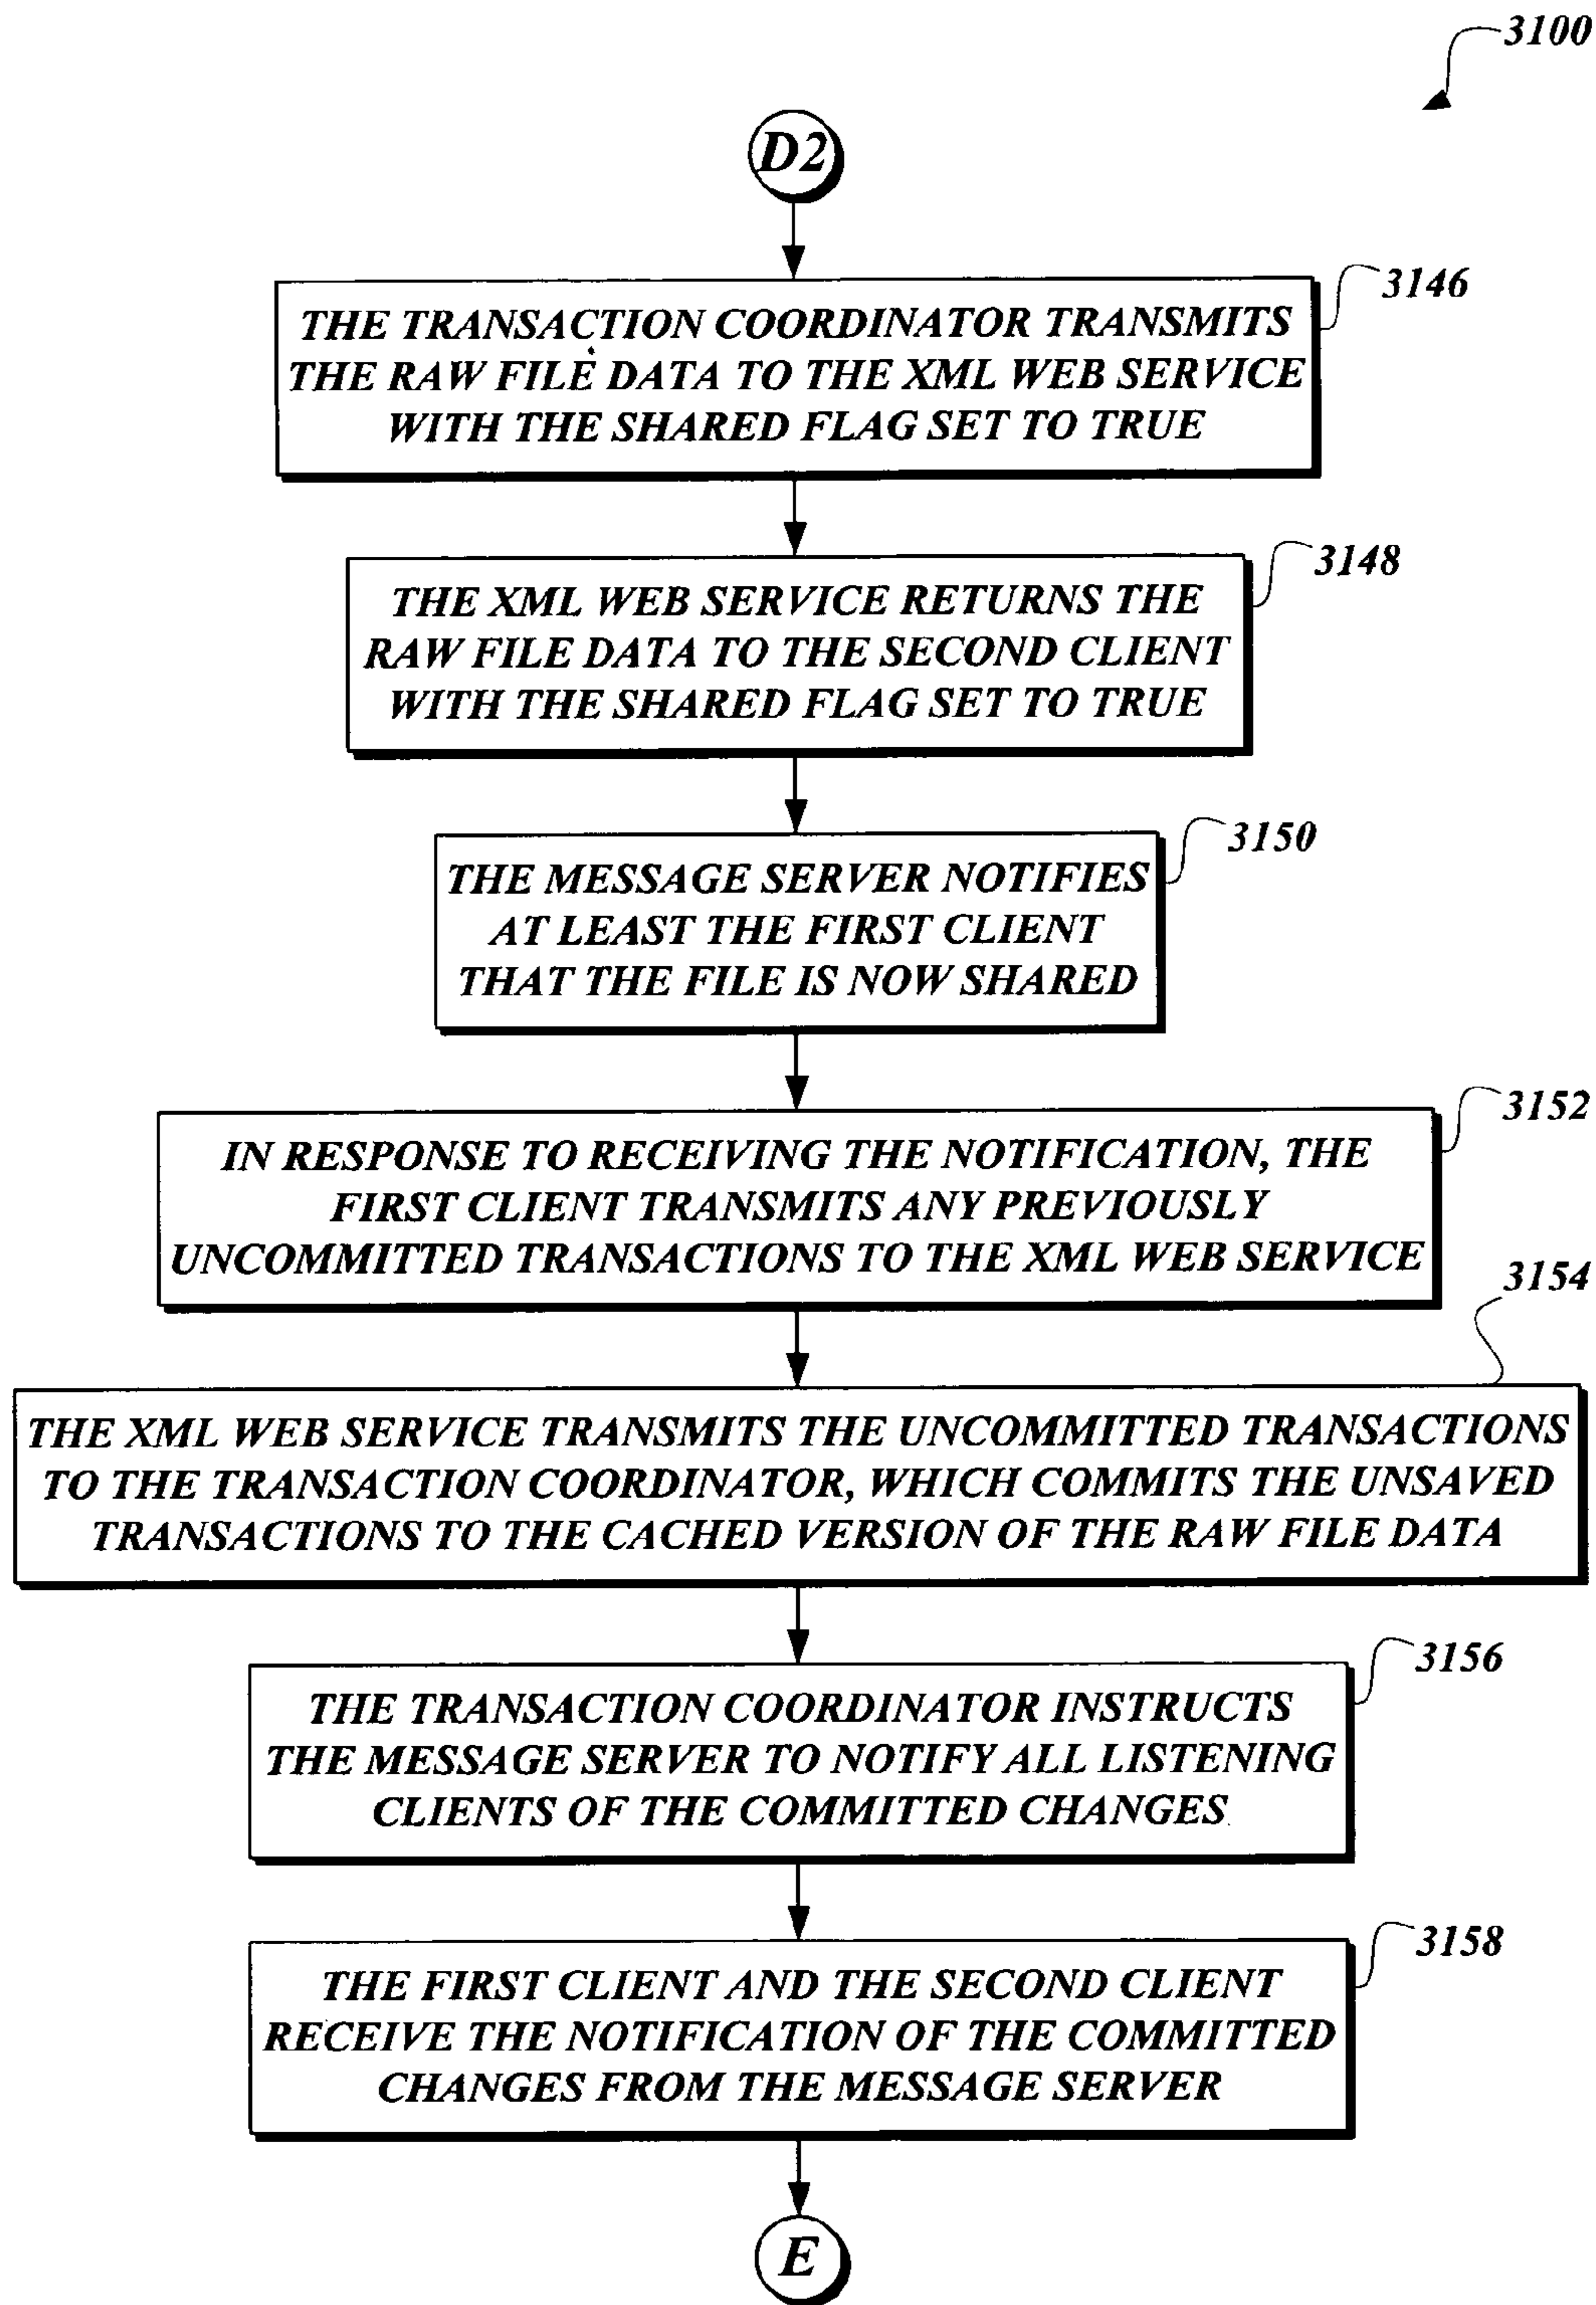 3100
D2
3146
THE TRANSACTION COORDINATOR TRANSMITS
THE RAW FILE DATA TO THE XML WEB SERVICE
WITH THE SHARED FLAG SET TO TRUE
3148
THE XML WEB SERVICE RETURNS THE
RAW FILE DATA TO THE SECOND CLIENT
WITH THE SHARED FLAG SET TO TRUE
3150
THE MESSAGE SERVER NOTIFIES
AT LEAST THE FIRST CLIENT
THAT THE FILE IS NOW SHARED
3152
IN RESPONSE TO RECEIVING THE NOTIFICATION, THE
FIRST CLIENT TRANSMITS ANY PREVIOUSLY
UNCOMMITTED TRANSACTIONS TO THE XML WEB SERVICE
3154
THE XML WEB SERVICE TRANSMITS THE UNCOMMITTED TRANSACTIONS
TO THE TRANSACTION COORDINATOR, WHICH COMMITS THE UNSAVED
TRANSACTIONS TO THE CACHED VERSION OF THE RAW FILE DATA
3156
THE TRANSACTION COORDINATOR INSTRUCTS
THE MESSAGE SERVER TO NOTIFY ALL LISTENING
CLIENTS OF THE COMMITTED CHANGES
3158
THE FIRST CLIENT AND THE SECOND CLIENT
RECEIVE THE NOTIFICATION OF THE COMMITTED
CHANGES FROM THE MESSAGE SERVER
E